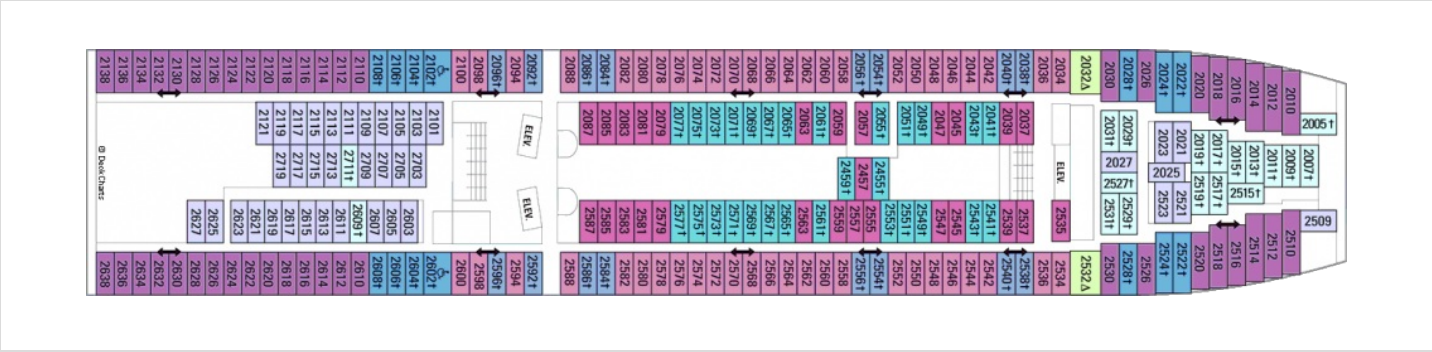 2138 2136 2134 2132 2130 2128 2126 2124 2122 2120 2118 2116 2114 2112 2110 2108† 2106† 2104† 2102† 2100 2098 2096† 2094 2092† 2088 2086† 2084† 2082 2080 2078 2076 2074 2072 2070 2068 2066 2064 2062 2060 2058 2056† 2054† 2052 2050 2048 2046 2044 2042 2040† 2038† 2036 2034 2032Δ 2030 2028† 2026 2024† 2022† 2020 2018 2016 2014 2012 2010
2005†
2121 2119 2117 2115 2113 2111 2109 2107 2105 2103 2101 ELEV. 2087 2085 2083 2081 2079 2077† 2075† 2073† 2071† 2069† 2067† 2065† 2063 2061† 2059 2057 2055† 2051† 2049† 2047 2045 2043† 2041† 2039 2037 2031† 2029† 2023 2021 2019† 2017† 2015† 2013† 2011† 2009† 2007†
2719 2717 2715 2713 2711† 2709 2707 2705 2703 2459† 2457 2455† ELEV. 2027 2025
2527† 2519† 2517† 2515†
© Deck Charts
2627 2625 2623 2621 2619 2617 2615 2613 2611 2609† 2607 2605 2603 ELEV. 2587 2585 2583 2581 2579 2577† 2575† 2573† 2571† 2569† 2567† 2565† 2563 2561† 2559 2557 2555 2553† 2551† 2549† 2547 2545 2543† 2541† 2539 2537 2535 2531† 2529† 2523 2521 2509
2638 2636 2634 2632 2630 2628 2626 2624 2622 2620 2618 2616 2614 2612 2610 2608† 2606† 2604† 2602† 2600 2598 2596† 2594 2592† 2588 2586† 2584† 2582 2580 2578 2576 2574 2572 2570 2568 2566 2564 2562 2560 2558 2556† 2554† 2552 2550 2548 2546 2544 2542 2540† 2538† 2536 2534 2532Δ 2530 2528† 2526 2524† 2522† 2520 2518 2516 2514 2512 2510